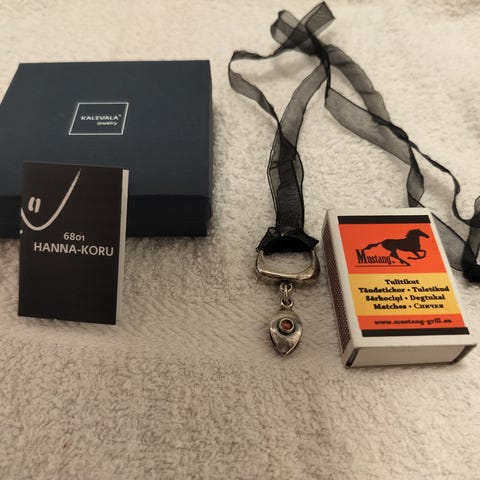 KALEVALA
Jewelry
6801
HANNA-KORU
Mustang
Tulitikut
Tändstickor • Tuletikud
Sērkociņi • Degtukai
Matches • Спички
www.mustang-grill.eu